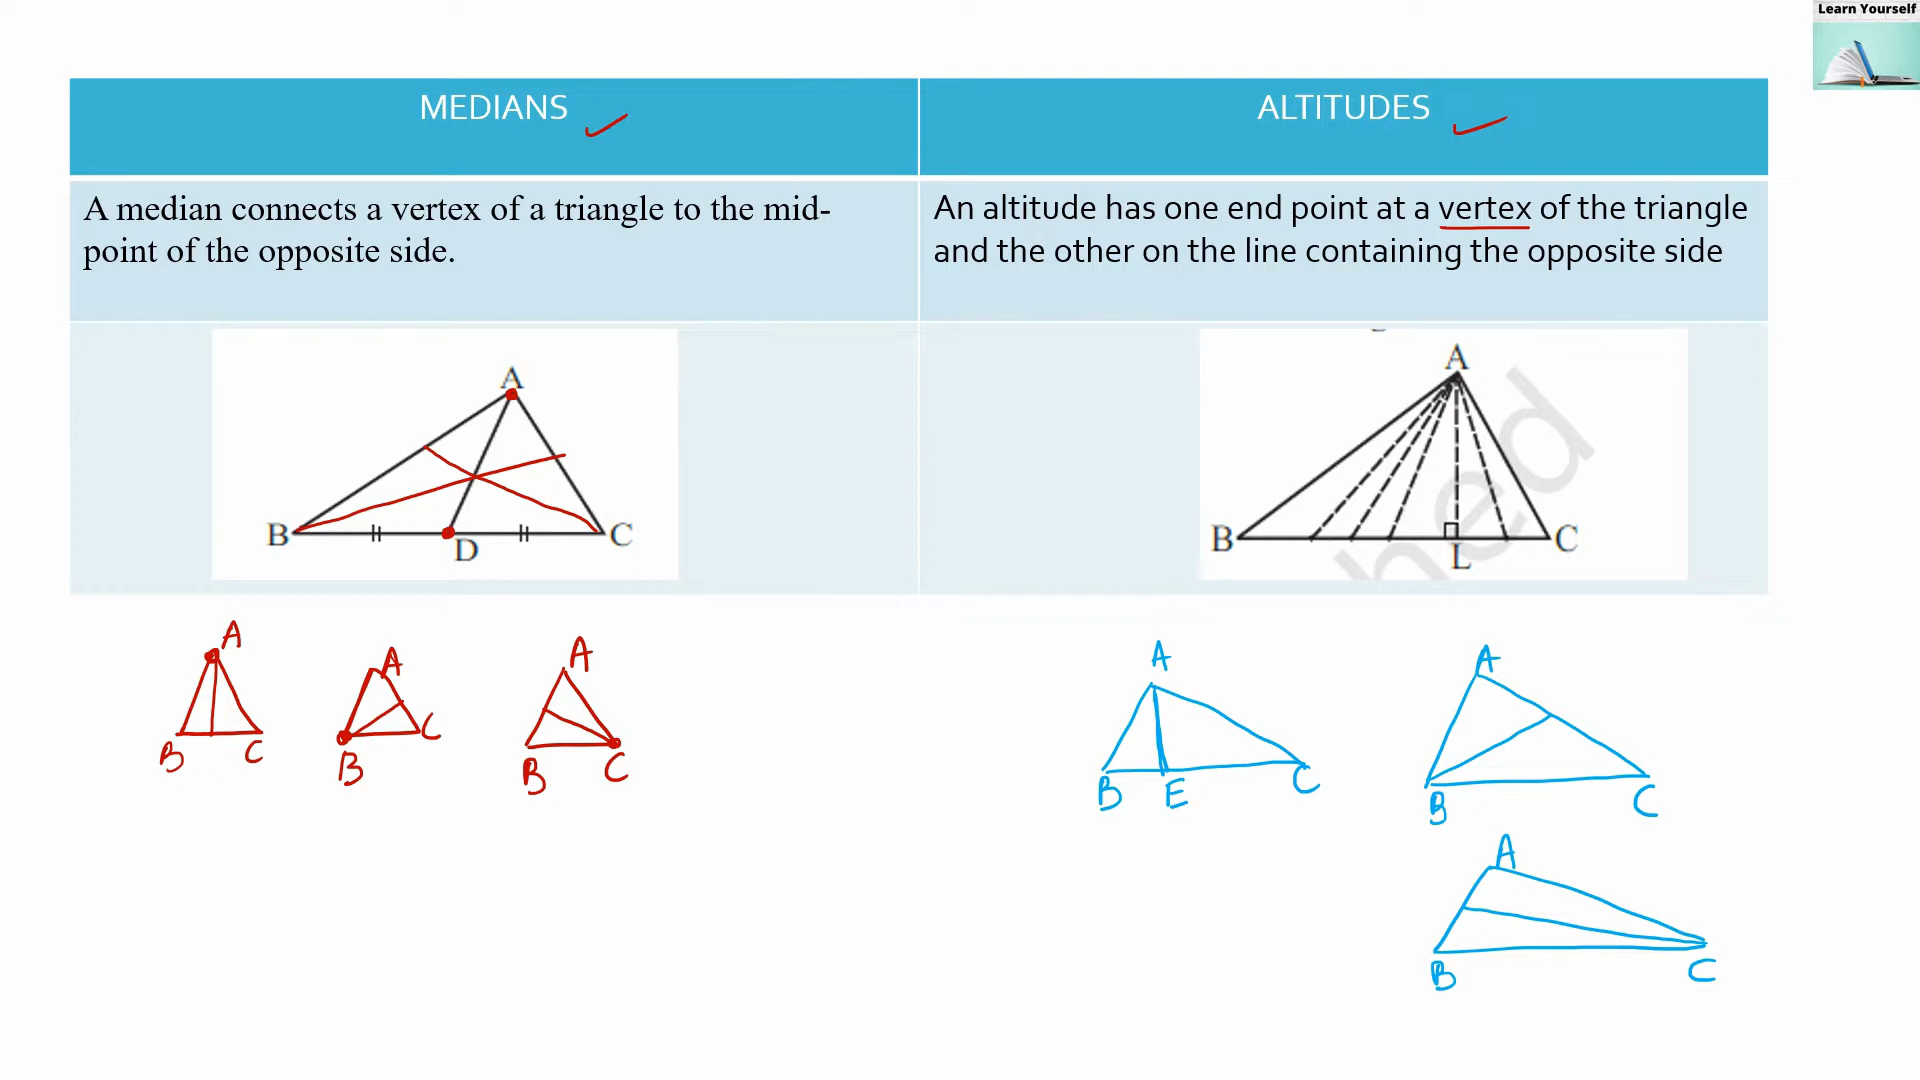 Learn Yourself
MEDIANS
ALTITUDES
A median connects a vertex of a triangle to the mid-
point of the opposite side.
An altitude has one end point at a vertex of the triangle
and the other on the line containing the opposite side
A
B
D
C
A
B
L
C
hed
A
B
C
A
B
C
A
B
C
A
B
E
C
A
B
C
A
B
C